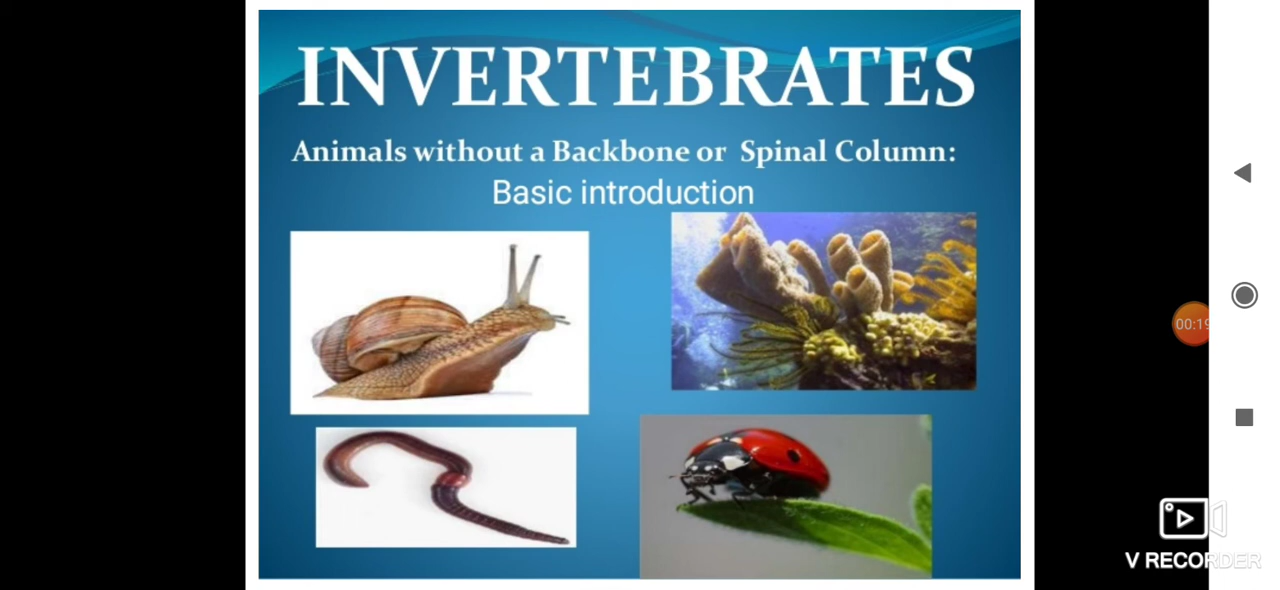 INVERTEBRATES
Animals without a Backbone or Spinal Column:
Basic introduction
00:19
V RECORDER